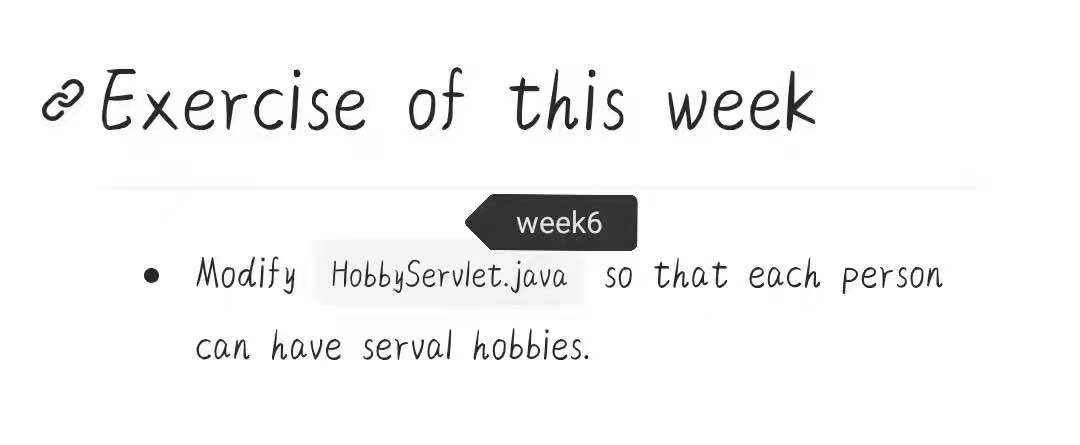 Exercise of this week
week6
Modify HobbyServlet.java so that each person
can have serval hobbies.